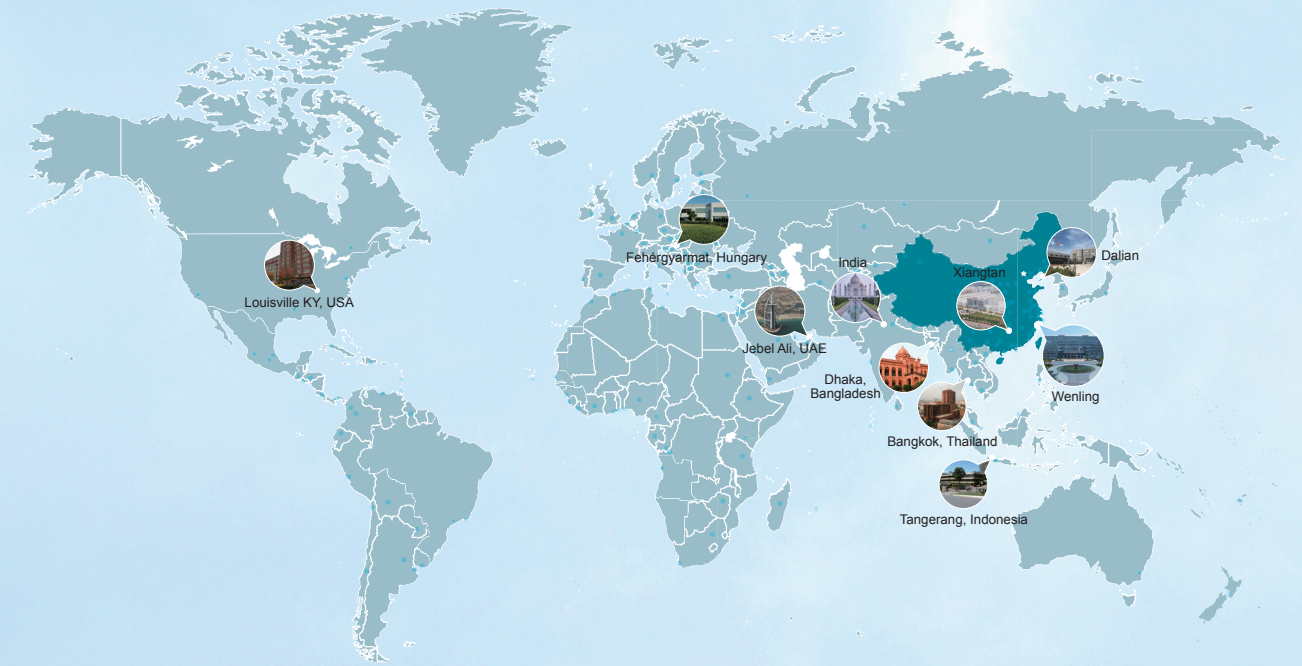 Fehérgyarmat, Hungary
India
Xiangtan
Dalian
Louisville KY, USA
Jebel Ali, UAE
Dhaka,
Bangladesh
Wenling
Bangkok, Thailand
Tangerang, Indonesia